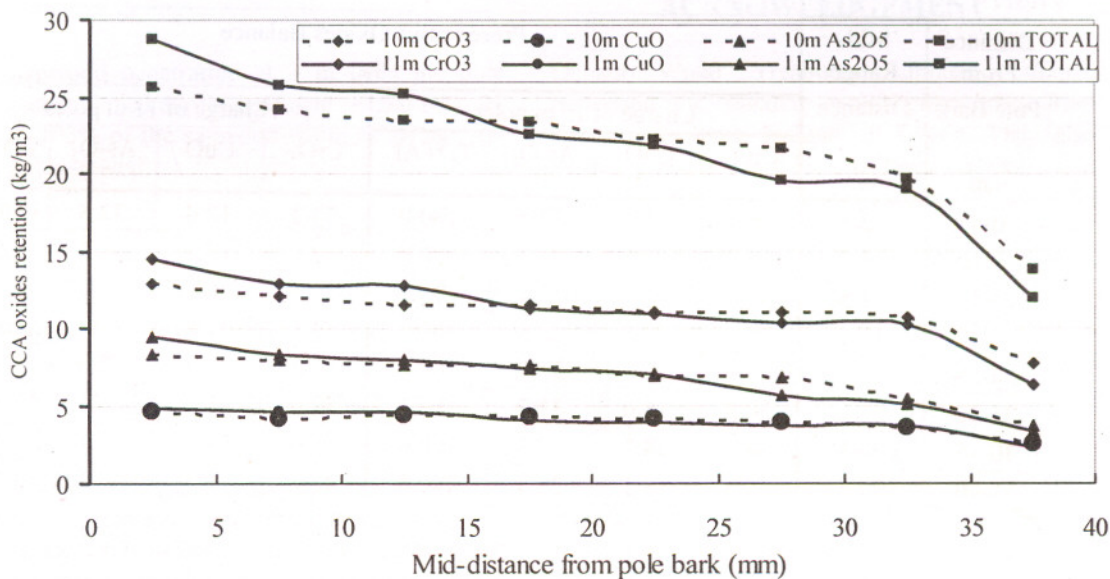 30
25
20
15
10
5
0
CCA oxides retention (kg/m3)
10m CrO3 10m CuO 10m As2O5 10m TOTAL
11m CrO3 11m CuO 11m As2O5 11m TOTAL
0 5 10 15 20 25 30 35 40
Mid-distance from pole bark (mm)